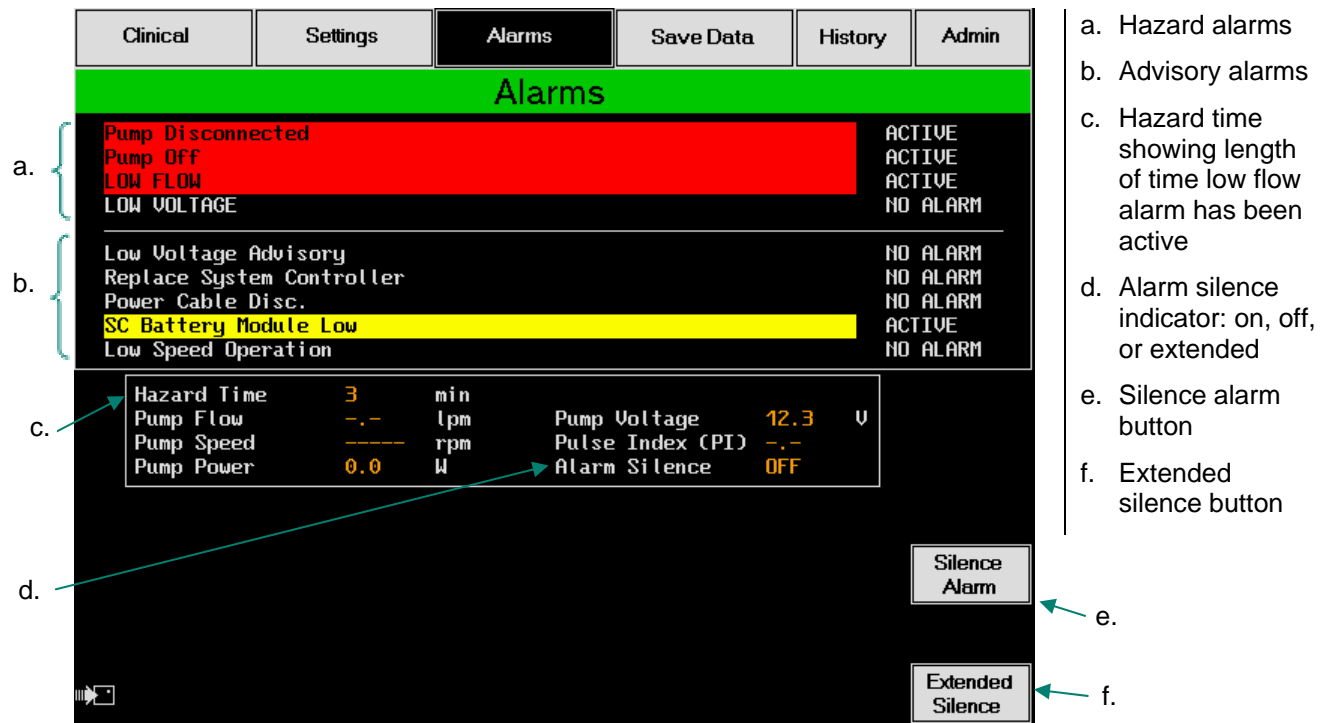 Clinical Settings Alarms Save Data History Admin
Alarms
a.
Pump Disconnected ACTIVE
Pump Off ACTIVE
LOW FLOW ACTIVE
LOW VOLTAGE NO ALARM
b.
Low Voltage Advisory NO ALARM
Replace System Controller NO ALARM
Power Cable Disc. NO ALARM
SC Battery Module Low ACTIVE
Low Speed Operation NO ALARM
c.
Hazard Time 3 min
Pump Flow -.- lpm Pump Voltage 12.3 V
Pump Speed ----- rpm Pulse Index (PI) -.-
Pump Power 0.0 W Alarm Silence OFF
d.
Silence
Alarm
e.
Extended
Silence
f.
a. Hazard alarms
b. Advisory alarms
c. Hazard time
showing length
of time low flow
alarm has been
active
d. Alarm silence
indicator: on, off,
or extended
e. Silence alarm
button
f. Extended
silence button